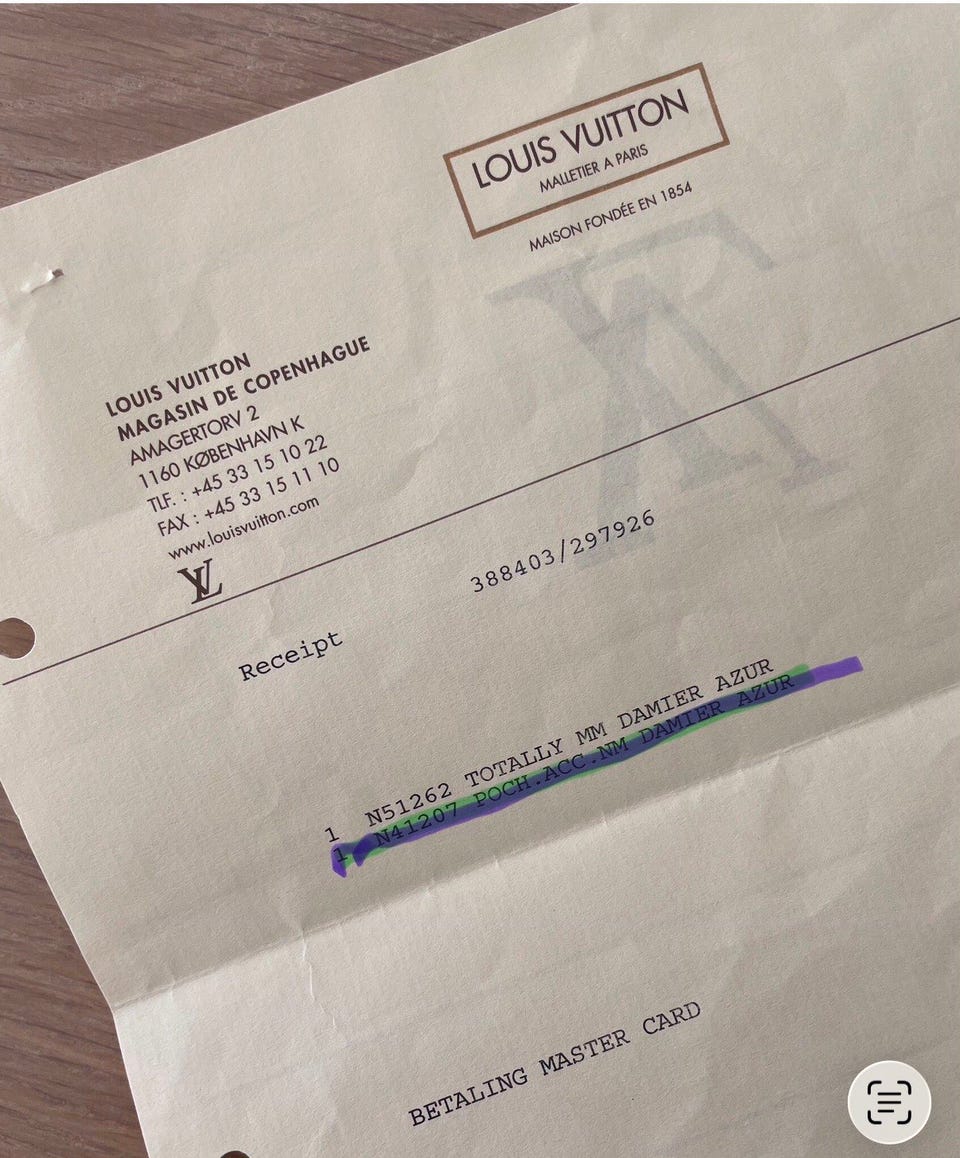 LOUIS VUITTON
MALLETIER A PARIS
MAISON FONDÉE EN 1854
LOUIS VUITTON
MAGASIN DE COPENHAGUE
AMAGERTORV 2
1160 KØBENHAVN K
TLF. : +45 33 15 10 22
FAX : +45 33 15 11 10
www.louisvuitton.com
LV
Receipt 388403/297926
1 N51262 TOTALLY MM DAMIER AZUR
1 N41207 POCH.ACC.NM DAMIER AZUR
BETALING MASTER CARD